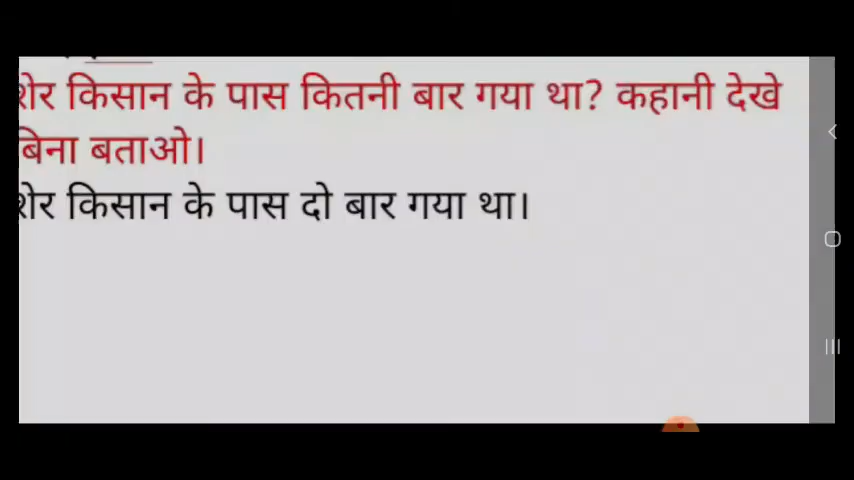 शेर किसान के पास कितनी बार गया था? कहानी देखे
बिना बताओ।
शेर किसान के पास दो बार गया था।